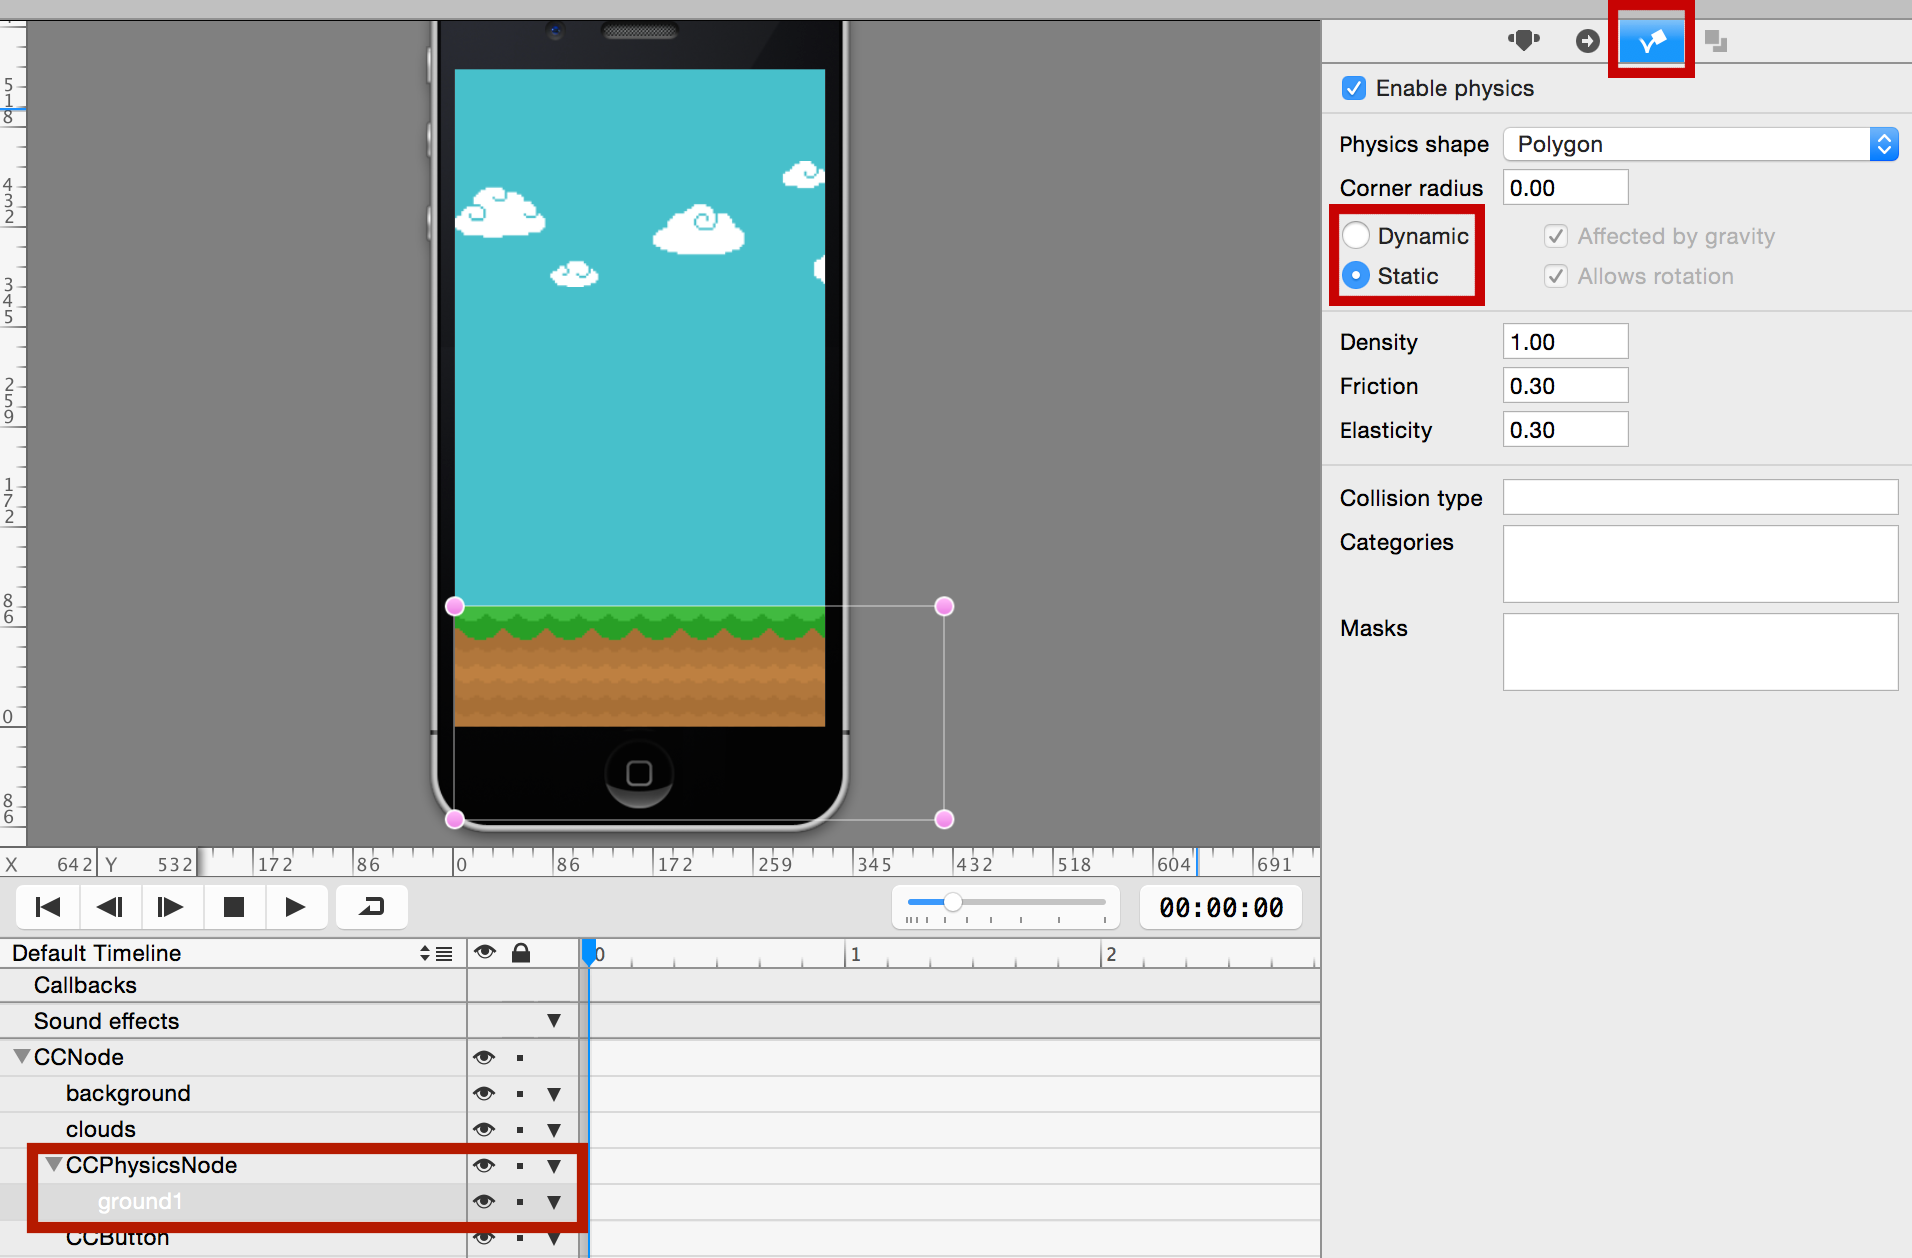 Enable physics
Physics shape Polygon
Corner radius 0.00
Dynamic Affected by gravity
Static Allows rotation
Density 1.00
Friction 0.30
Elasticity 0.30
Collision type
Categories
Masks
518
432
345
259
172
86
0
86
X 642 Y 532 172 86 0 86 172 259 345 432 518 604 691
00:00:00
Default Timeline 0 1 2
Callbacks
Sound effects
CCNode
background
clouds
CCPhysicsNode
ground1
CCButton